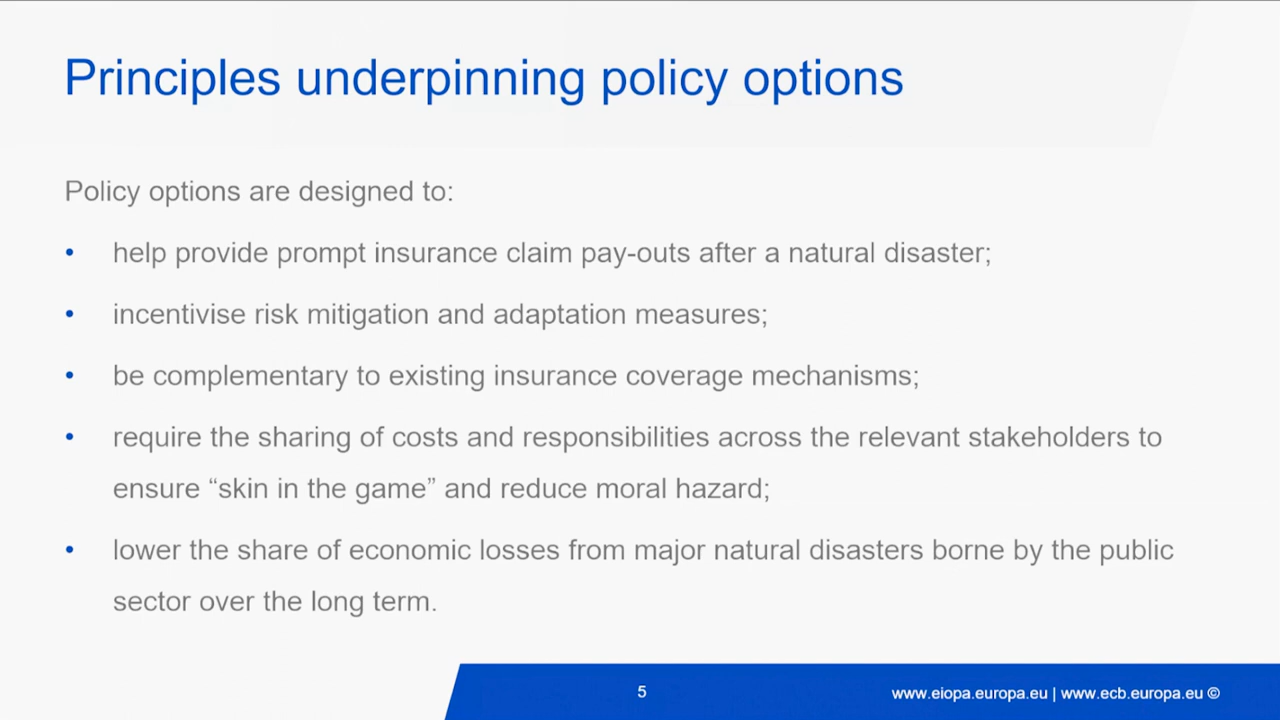 Principles underpinning policy options
Policy options are designed to:
• help provide prompt insurance claim pay-outs after a natural disaster;
• incentivise risk mitigation and adaptation measures;
• be complementary to existing insurance coverage mechanisms;
• require the sharing of costs and responsibilities across the relevant stakeholders to
ensure “skin in the game” and reduce moral hazard;
• lower the share of economic losses from major natural disasters borne by the public
sector over the long term.
5
www.eiopa.europa.eu | www.ecb.europa.eu ©